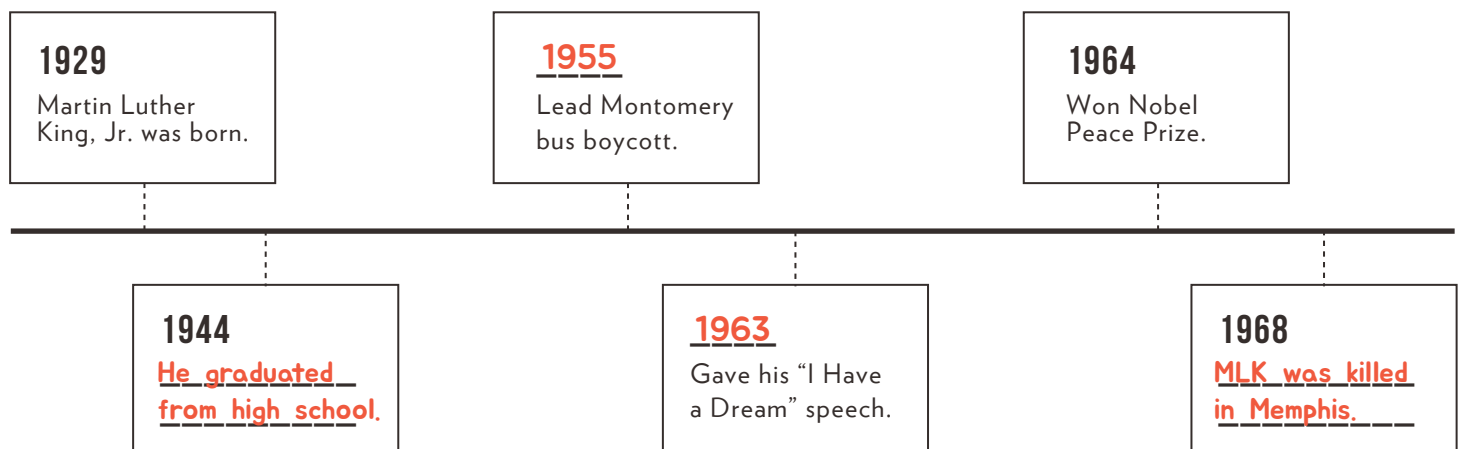 1929
Martin Luther
King, Jr. was born.
1955
Lead Montomery
bus boycott.
1964
Won Nobel
Peace Prize.
1944
He graduated
from high school.
1963
Gave his “I Have
a Dream” speech.
1968
MLK was killed
in Memphis.